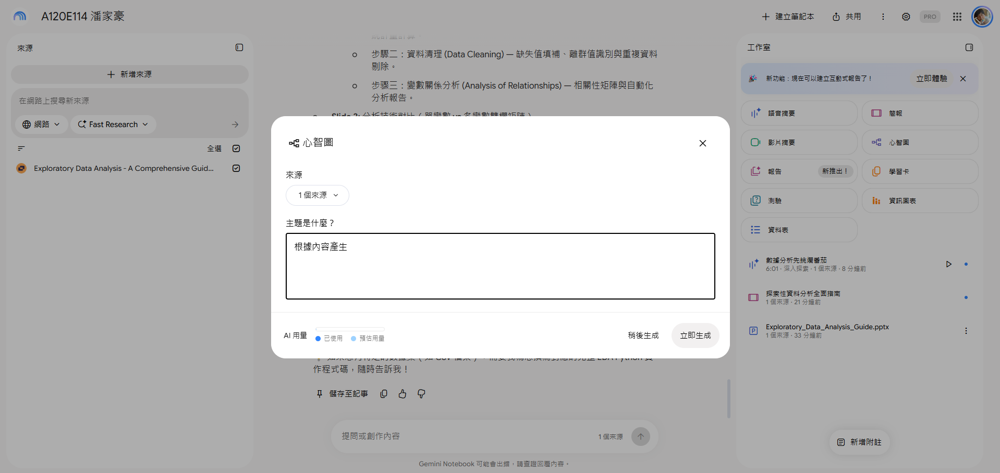 A120E114 潘家豪
建立筆記本
共用
PRO
來源
新增來源
在網路上搜尋新來源
網路
Fast Research
全選
Exploratory Data Analysis - A Comprehensive Guid...
步驟二：資料清理 (Data Cleaning) — 缺失值填補、離群值識別與重複資料
剔除。
步驟三：變數關係分析 (Analysis of Relationships) — 相關性矩陣與自動化
分析報告。
心智圖
來源
1 個來源
主題是什麼？
根據內容產生
AI 用量
已使用
預估用量
稍後生成
立即生成
作程式碼，隨時告訴我！
儲存至記事
提問或創作內容
1 個來源
Gemini Notebook 可能會出錯，請查證回覆內容。
工作室
新功能：現在可以建立互動式報告了！
立即體驗
語音摘要
簡報
影片摘要
心智圖
報告
新推出！
學習卡
測驗
資訊圖表
資料表
數據分析先挑爛番茄
6:01 · 深入探索 · 1 個來源 · 8 分鐘前
探索性資料分析全面指南
1 個來源 · 21 分鐘前
P
Exploratory_Data_Analysis_Guide.pptx
1 個來源 · 33 分鐘前
新增附註